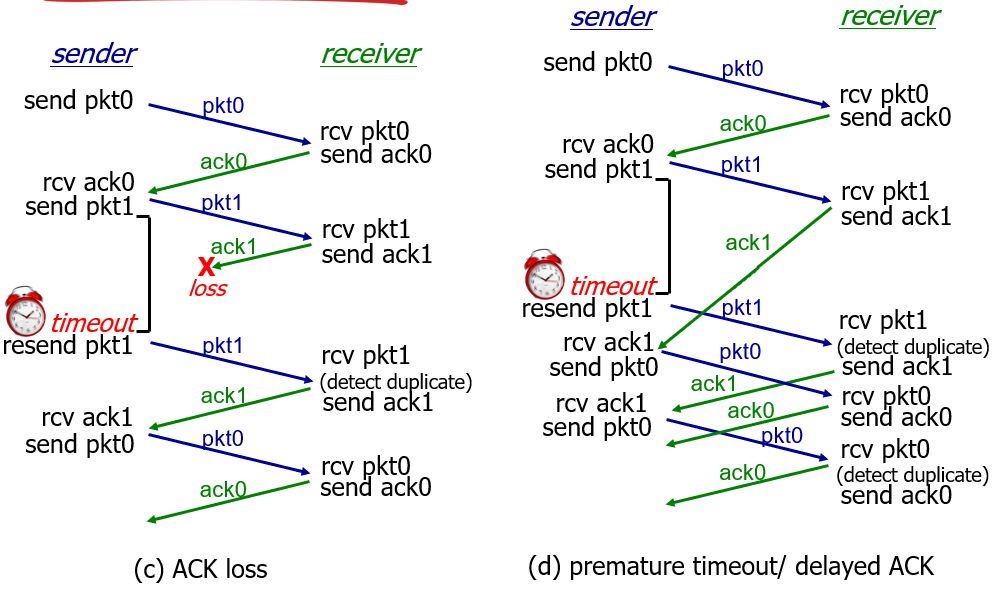 sender
receiver
send pkt0
pkt0
rcv pkt0
send ack0
ack0
rcv ack0
send pkt1
pkt1
rcv pkt1
send ack1
ack1
X
loss
timeout
resend pkt1
pkt1
rcv pkt1
(detect duplicate)
send ack1
ack1
rcv ack1
send pkt0
pkt0
rcv pkt0
send ack0
ack0
(c) ACK loss
sender
receiver
send pkt0
pkt0
rcv pkt0
send ack0
ack0
rcv ack0
send pkt1
pkt1
rcv pkt1
send ack1
ack1
timeout
resend pkt1
pkt1
rcv pkt1
(detect duplicate)
send ack1
rcv ack1
send pkt0
pkt0
ack1
rcv pkt0
send ack0
rcv ack1
send pkt0
ack0
pkt0
rcv pkt0
(detect duplicate)
send ack0
ack0
(d) premature timeout/ delayed ACK